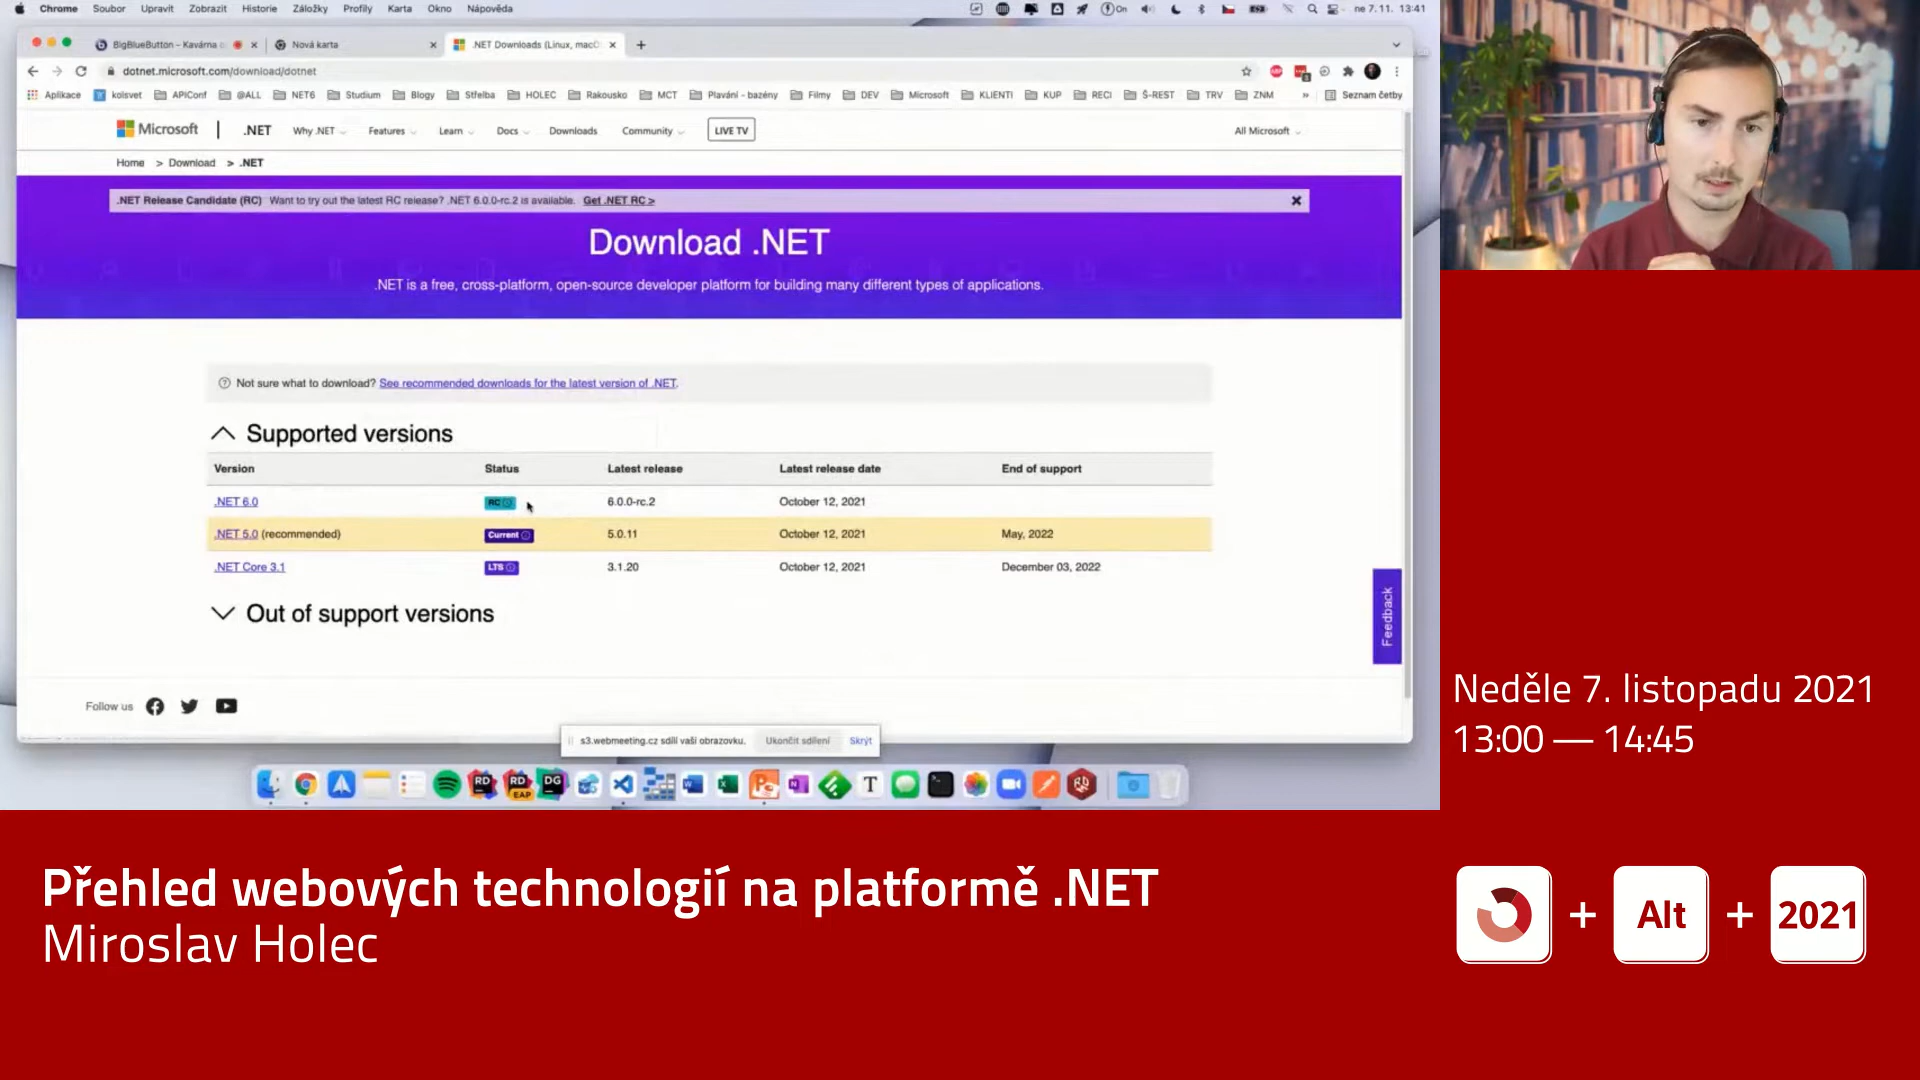 Chrome Soubor Upravit Zobrazit Historie Záložky Profily Karta Okno Nápověda
On
ne 7. 11. 13:41
BigBlueButton - Kavárna
Nová karta
.NET Downloads (Linux, mac
dotnet.microsoft.com/download/dotnet
Aplikace kolsvet APIConf @ALL NET6 Studium Blogy Střelba HOLEC Rakousko MCT Plavání - bazény Filmy DEV Microsoft KLIENTI KUP RECI Š-REST TRV ZNM » Seznam četby
Microsoft .NET Why .NET Features Learn Docs Downloads Community LIVE TV All Microsoft
Home > Download > .NET
.NET Release Candidate (RC) Want to try out the latest RC release? .NET 6.0.0-rc.2 is available. Get .NET RC >
Download .NET
.NET is a free, cross-platform, open-source developer platform for building many different types of applications.
Not sure what to download? See recommended downloads for the latest version of .NET.
Supported versions
Version Status Latest release Latest release date End of support
.NET 6.0 RC 6.0.0-rc.2 October 12, 2021
.NET 5.0 (recommended) Current 5.0.11 October 12, 2021 May, 2022
.NET Core 3.1 LTS 3.1.20 October 12, 2021 December 03, 2022
Out of support versions
Feedback
Follow us
s3.webmeeting.cz sdílí vaši obrazovku. Ukončit sdílení Skrýt
RD RD EAP DG T
Neděle 7. listopadu 2021
13:00 — 14:45
Přehled webových technologií na platformě .NET
Miroslav Holec
+ Alt + 2021